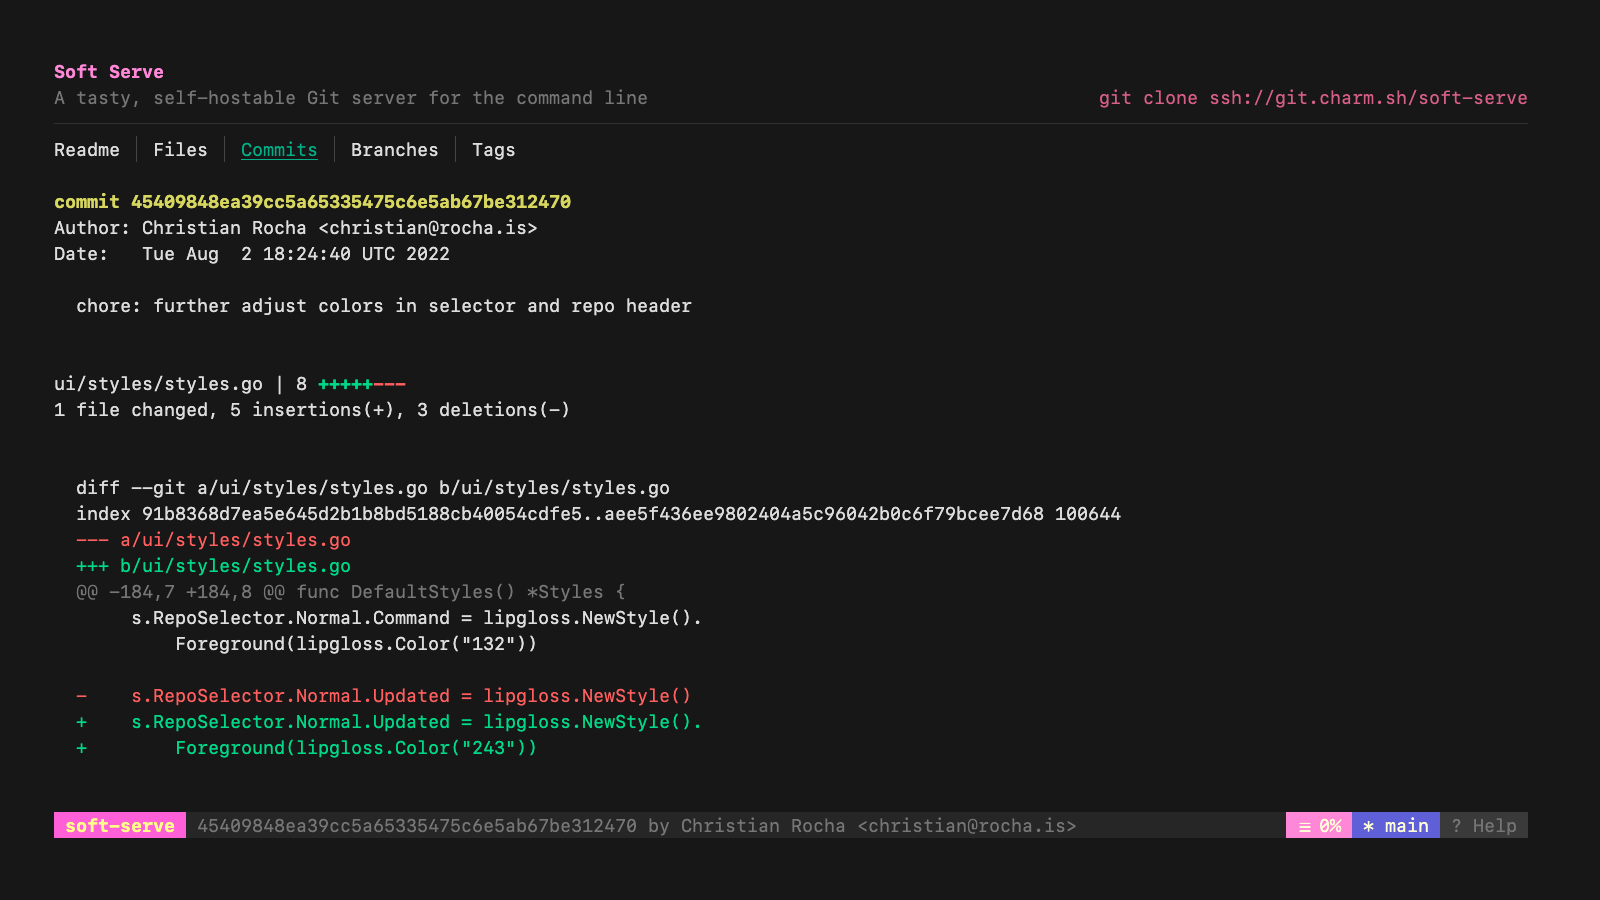 Soft Serve
A tasty, self-hostable Git server for the command line
git clone ssh://git.charm.sh/soft-serve
Readme │ Files │ Commits │ Branches │ Tags
commit 45409848ea39cc5a65335475c6e5ab67be312470
Author: Christian Rocha <christian@rocha.is>
Date:   Tue Aug  2 18:24:40 UTC 2022
chore: further adjust colors in selector and repo header
ui/styles/styles.go | 8 +++++---
1 file changed, 5 insertions(+), 3 deletions(-)
diff --git a/ui/styles/styles.go b/ui/styles/styles.go
index 91b8368d7ea5e645d2b1b8bd5188cb40054cdfe5..aee5f436ee9802404a5c96042b0c6f79bcee7d68 100644
--- a/ui/styles/styles.go
+++ b/ui/styles/styles.go
@@ -184,7 +184,8 @@ func DefaultStyles() *Styles {
     s.RepoSelector.Normal.Command = lipgloss.NewStyle().
         Foreground(lipgloss.Color("132"))
-    s.RepoSelector.Normal.Updated = lipgloss.NewStyle()
+    s.RepoSelector.Normal.Updated = lipgloss.NewStyle().
+        Foreground(lipgloss.Color("243"))
soft-serve 45409848ea39cc5a65335475c6e5ab67be312470 by Christian Rocha <christian@rocha.is> ≡ 0% * main ? Help